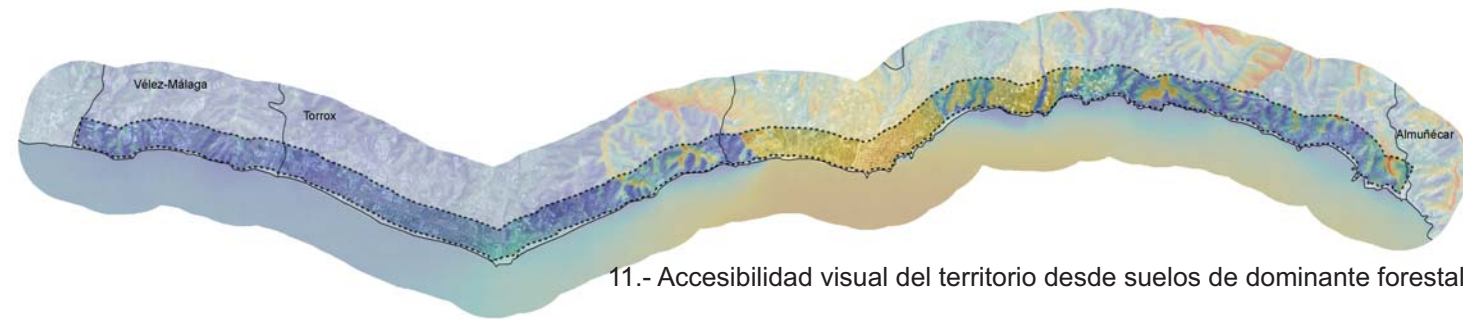 Vélez-Málaga
Torrox
Almuñécar
11.- Accesibilidad visual del territorio desde suelos de dominante forestal